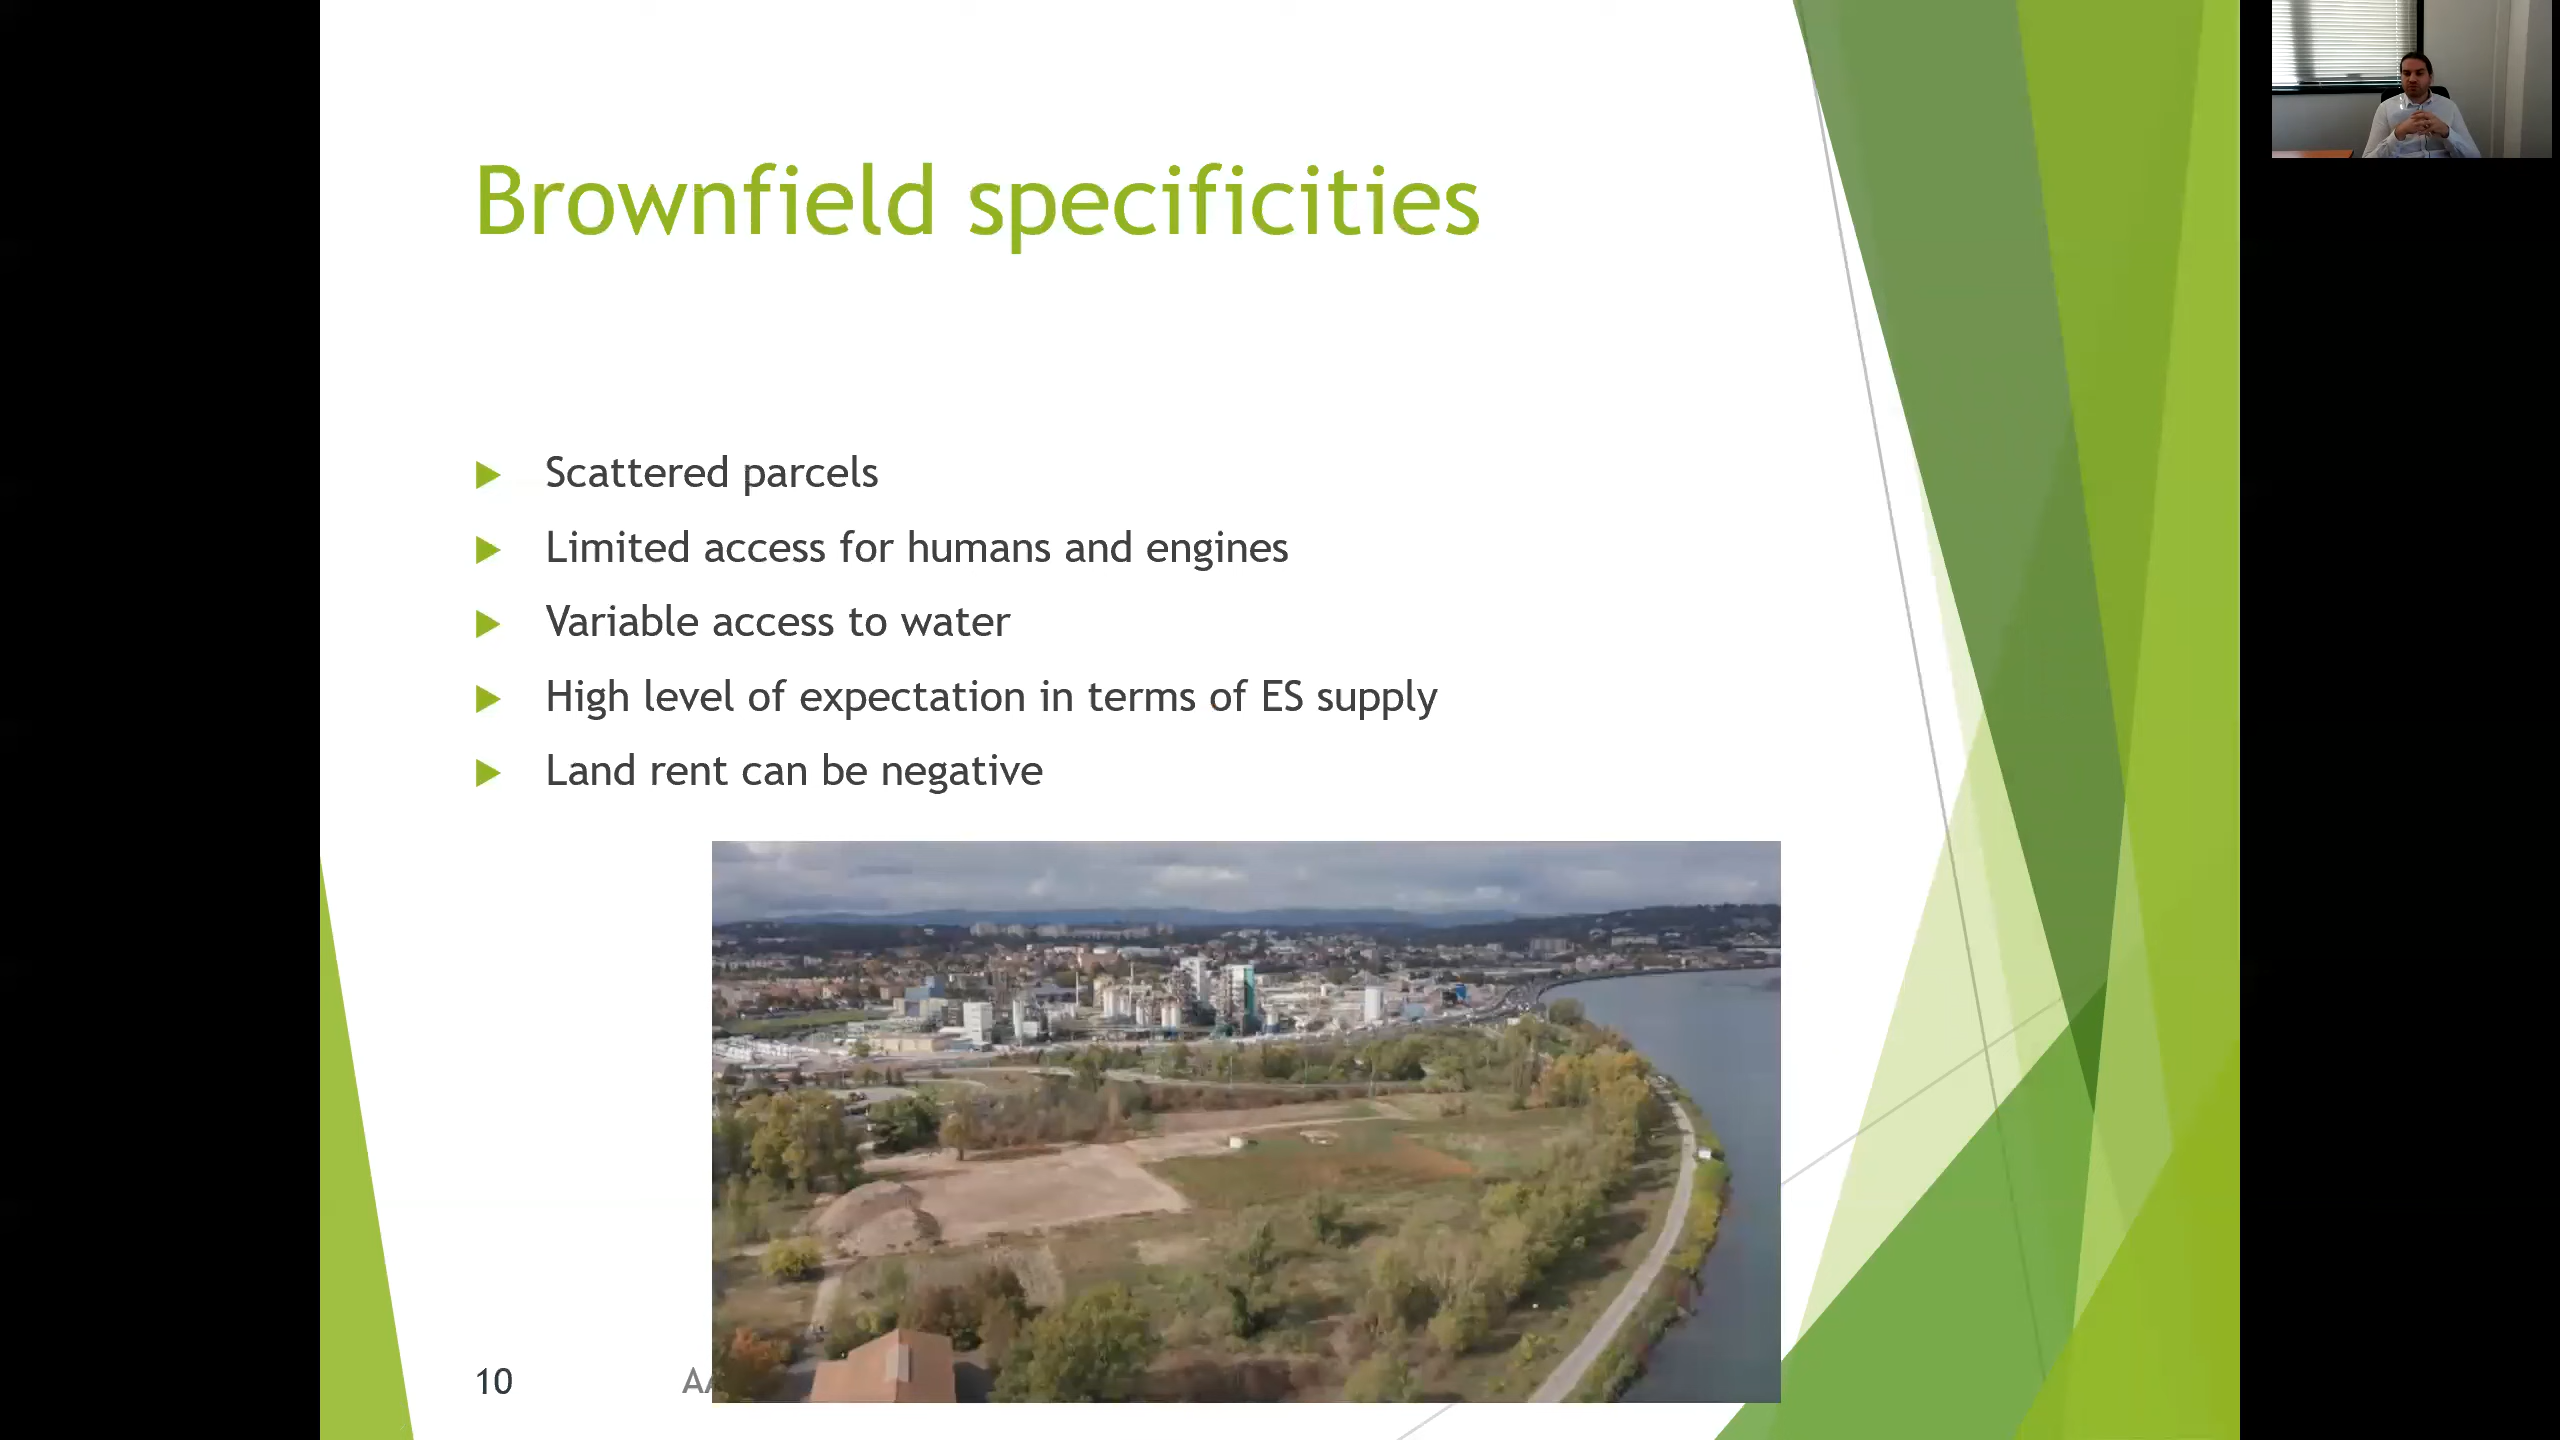 Brownfield specificities
Scattered parcels
Limited access for humans and engines
Variable access to water
High level of expectation in terms of ES supply
Land rent can be negative
10